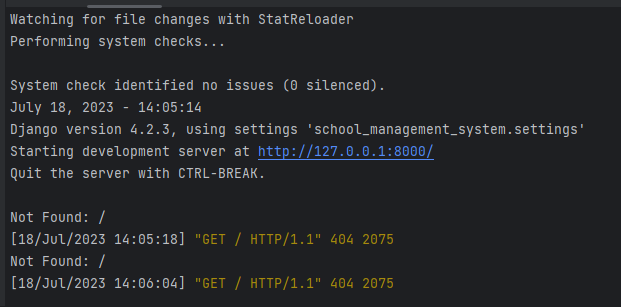 Watching for file changes with StatReloader
Performing system checks...
System check identified no issues (0 silenced).
July 18, 2023 - 14:05:14
Django version 4.2.3, using settings 'school_management_system.settings'
Starting development server at http://127.0.0.1:8000/
Quit the server with CTRL-BREAK.
Not Found: /
[18/Jul/2023 14:05:18] "GET / HTTP/1.1" 404 2075
Not Found: /
[18/Jul/2023 14:06:04] "GET / HTTP/1.1" 404 2075